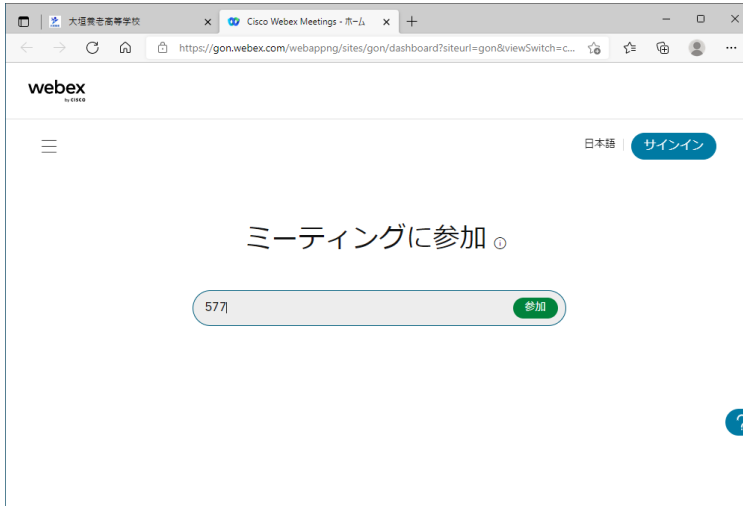 大垣養老高等学校
Cisco Webex Meetings - ホーム
https://gon.webex.com/webappng/sites/gon/dashboard?siteurl=gon&viewSwitch=c...
webex
by CISCO
日本語
サインイン
ミーティングに参加
577
参加
?